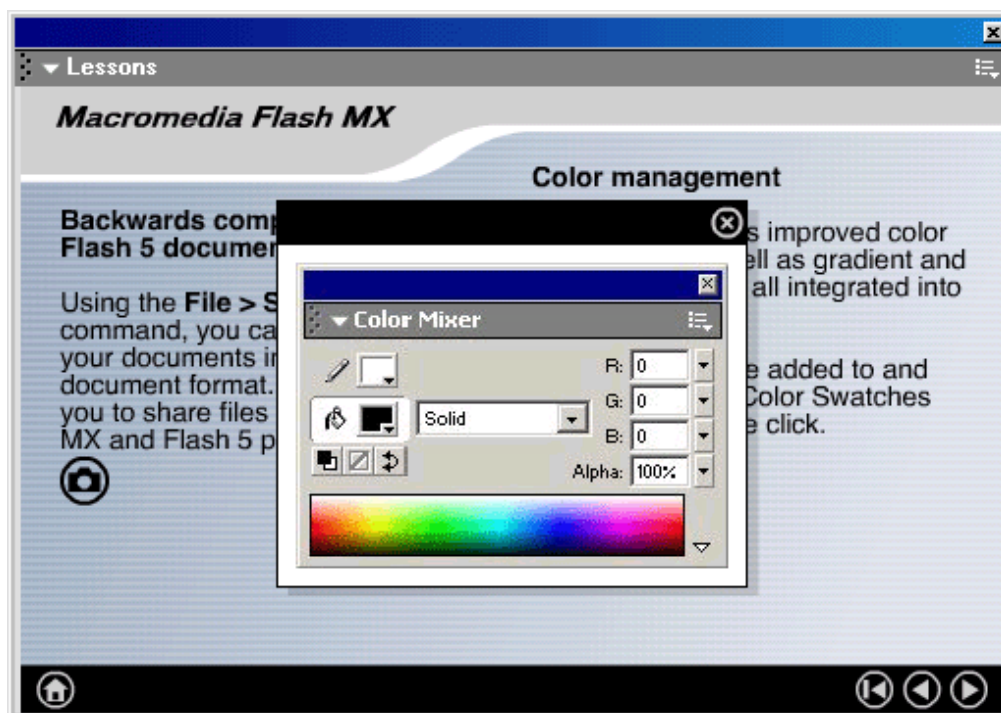 Lessons
Macromedia Flash MX
Backwards comp
Flash 5 documen
Using the File > S
command, you ca
your documents in
document format.
you to share files
MX and Flash 5 p
Color management
s improved color
ell as gradient and
all integrated into
e added to and
Color Swatches
e click.
Color Mixer
R: 0
G: 0
Solid
B: 0
Alpha: 100%